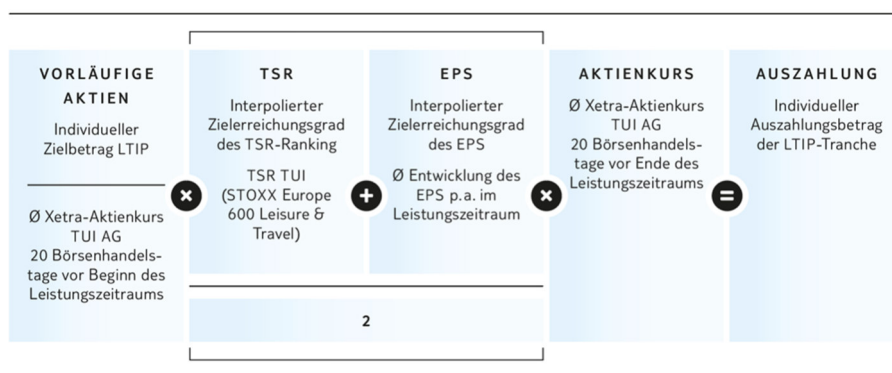 VORLÄUFIGE
AKTIEN
Individueller
Zielbetrag LTIP
Ø Xetra-Aktienkurs
TUI AG
20 Börsenhandels-
tage vor Beginn des
Leistungszeitraums
×
TSR
Interpolierter
Zielerreichungsgrad
des TSR-Ranking
TSR TUI
(STOXX Europe
600 Leisure &
Travel)
+
EPS
Interpolierter
Zielerreichungsgrad
des EPS
Ø Entwicklung des
EPS p. a. im
Leistungszeitraum
2
×
AKTIENKURS
Ø Xetra-Aktienkurs
TUI AG
20 Börsenhandels-
tage vor Ende des
Leistungszeitraums
=
AUSZAHLUNG
Individueller
Auszahlungsbetrag
der LTIP-Tranche